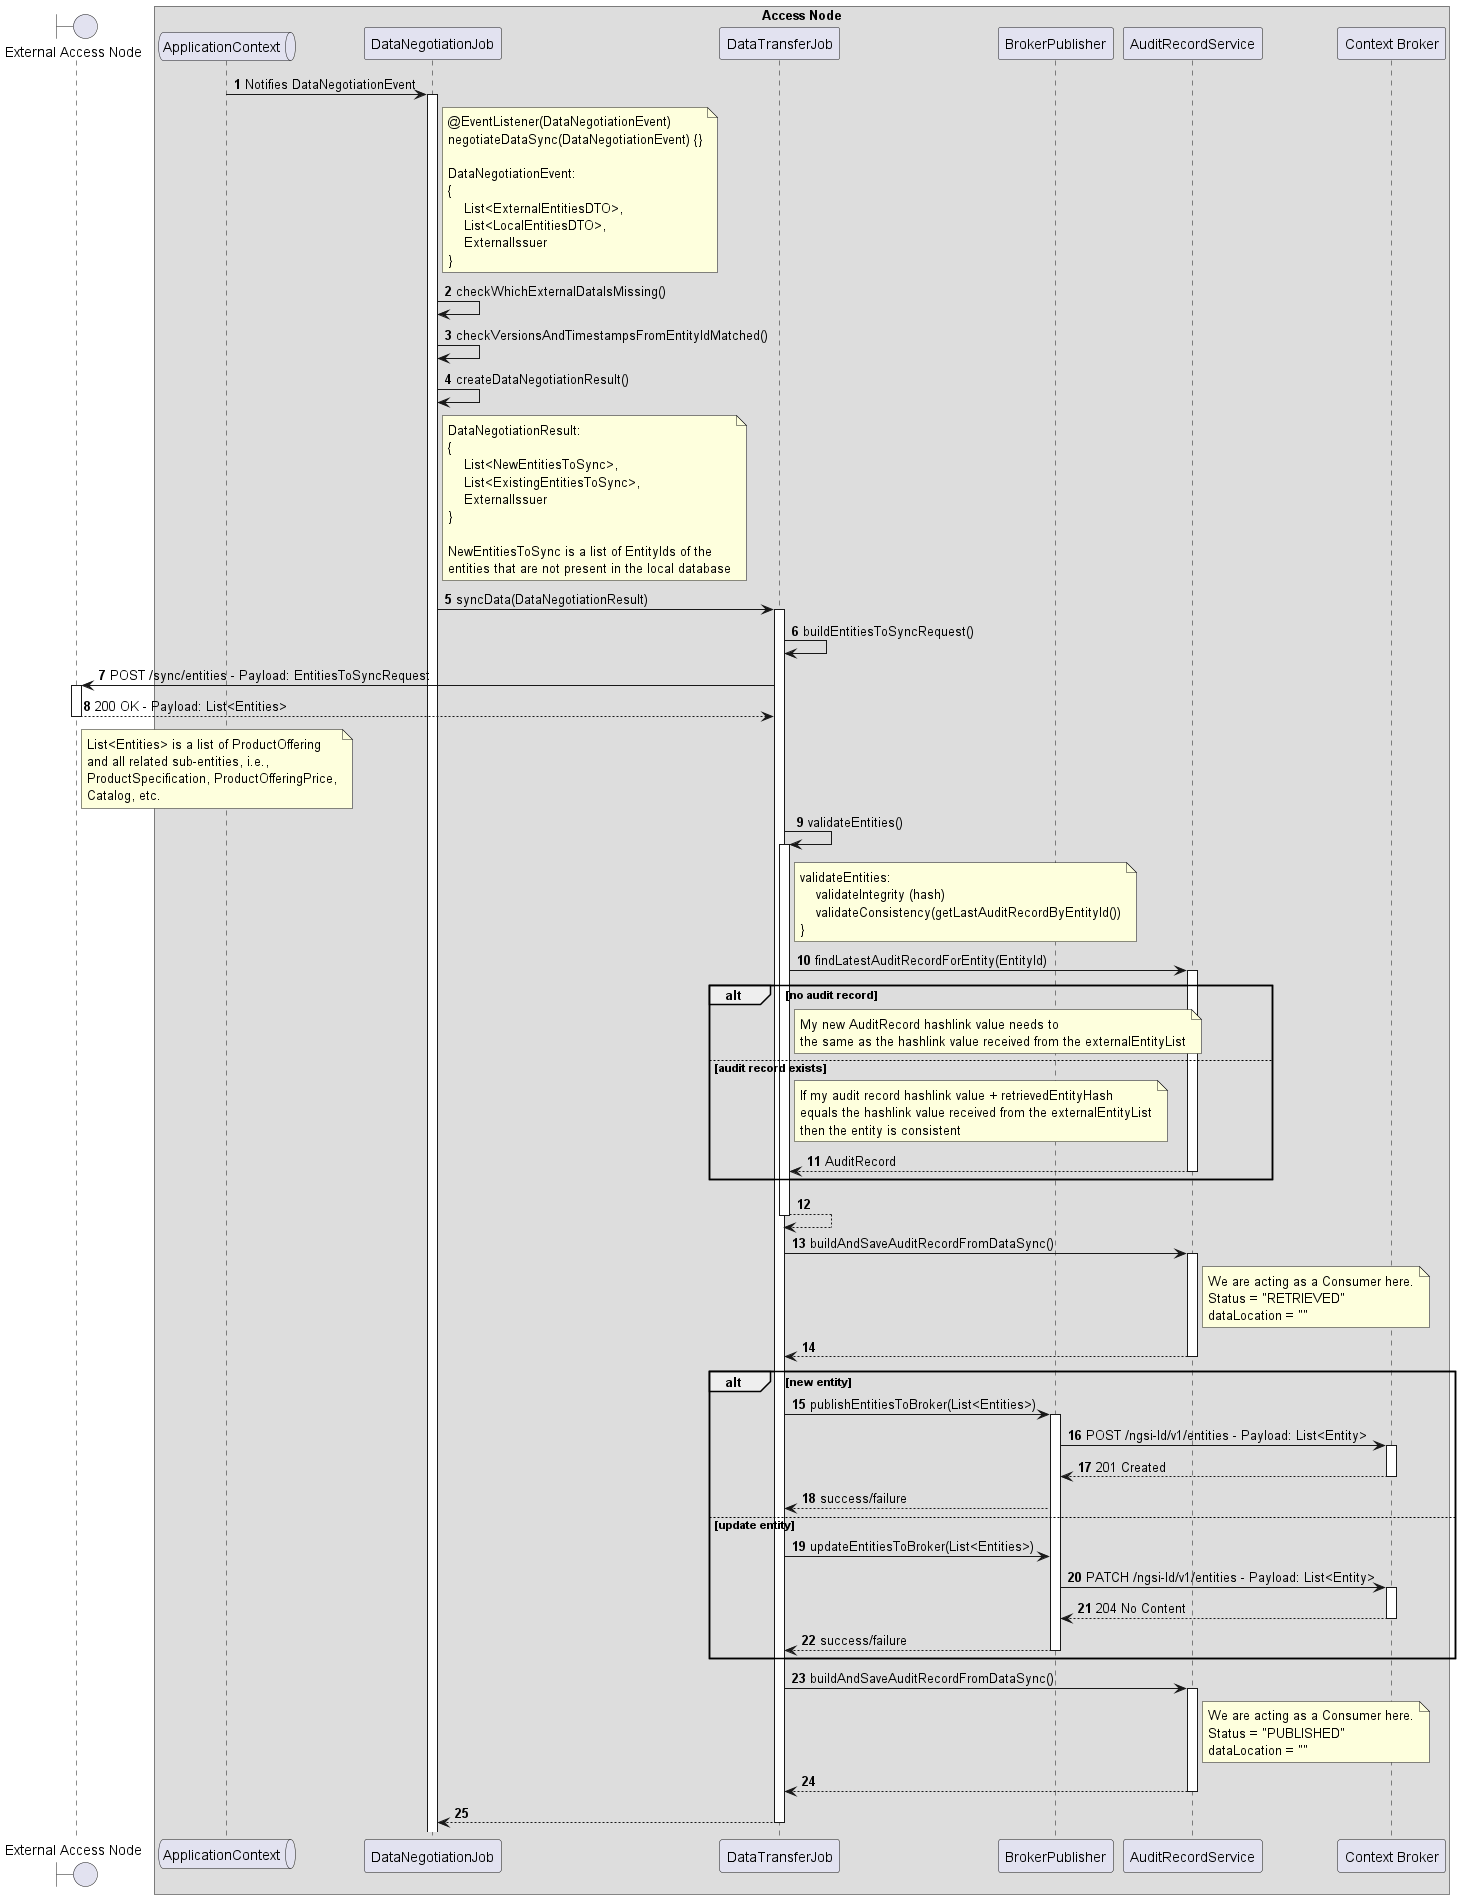 Access Node
External Access Node
ApplicationContext
DataNegotiationJob
DataTransferJob
BrokerPublisher
AuditRecordService
Context Broker
1 Notifies DataNegotiationEvent
@EventListener(DataNegotiationEvent)
negotiateDataSync(DataNegotiationEvent) {}
DataNegotiationEvent:
{
List<ExternalEntitiesDTO>,
List<LocalEntitiesDTO>,
ExternalIssuer
}
2 checkWhichExternalDataIsMissing()
3 checkVersionsAndTimestampsFromEntityIdMatched()
4 createDataNegotiationResult()
DataNegotiationResult:
{
List<NewEntitiesToSync>,
List<ExistingEntitiesToSync>,
ExternalIssuer
}
NewEntitiesToSync is a list of EntityIds of the
entities that are not present in the local database
5 syncData(DataNegotiationResult)
6 buildEntitiesToSyncRequest()
7 POST /sync/entities - Payload: EntitiesToSyncRequest
8 200 OK - Payload: List<Entities>
List<Entities> is a list of ProductOffering
and all related sub-entities, i.e.,
ProductSpecification, ProductOfferingPrice,
Catalog, etc.
9 validateEntities()
validateEntities:
validateIntegrity (hash)
validateConsistency(getLastAuditRecordByEntityId())
}
10 findLatestAuditRecordForEntity(EntityId)
alt [no audit record]
My new AuditRecord hashlink value needs to
the same as the hashlink value received from the externalEntityList
[audit record exists]
If my audit record hashlink value + retrievedEntityHash
equals the hashlink value received from the externalEntityList
then the entity is consistent
11 AuditRecord
12
13 buildAndSaveAuditRecordFromDataSync()
We are acting as a Consumer here.
Status = "RETRIEVED"
dataLocation = ""
14
alt [new entity]
15 publishEntitiesToBroker(List<Entities>)
16 POST /ngsi-ld/v1/entities - Payload: List<Entity>
17 201 Created
18 success/failure
[update entity]
19 updateEntitiesToBroker(List<Entities>)
20 PATCH /ngsi-ld/v1/entities - Payload: List<Entity>
21 204 No Content
22 success/failure
23 buildAndSaveAuditRecordFromDataSync()
We are acting as a Consumer here.
Status = "PUBLISHED"
dataLocation = ""
24
25
External Access Node
ApplicationContext
DataNegotiationJob
DataTransferJob
BrokerPublisher
AuditRecordService
Context Broker